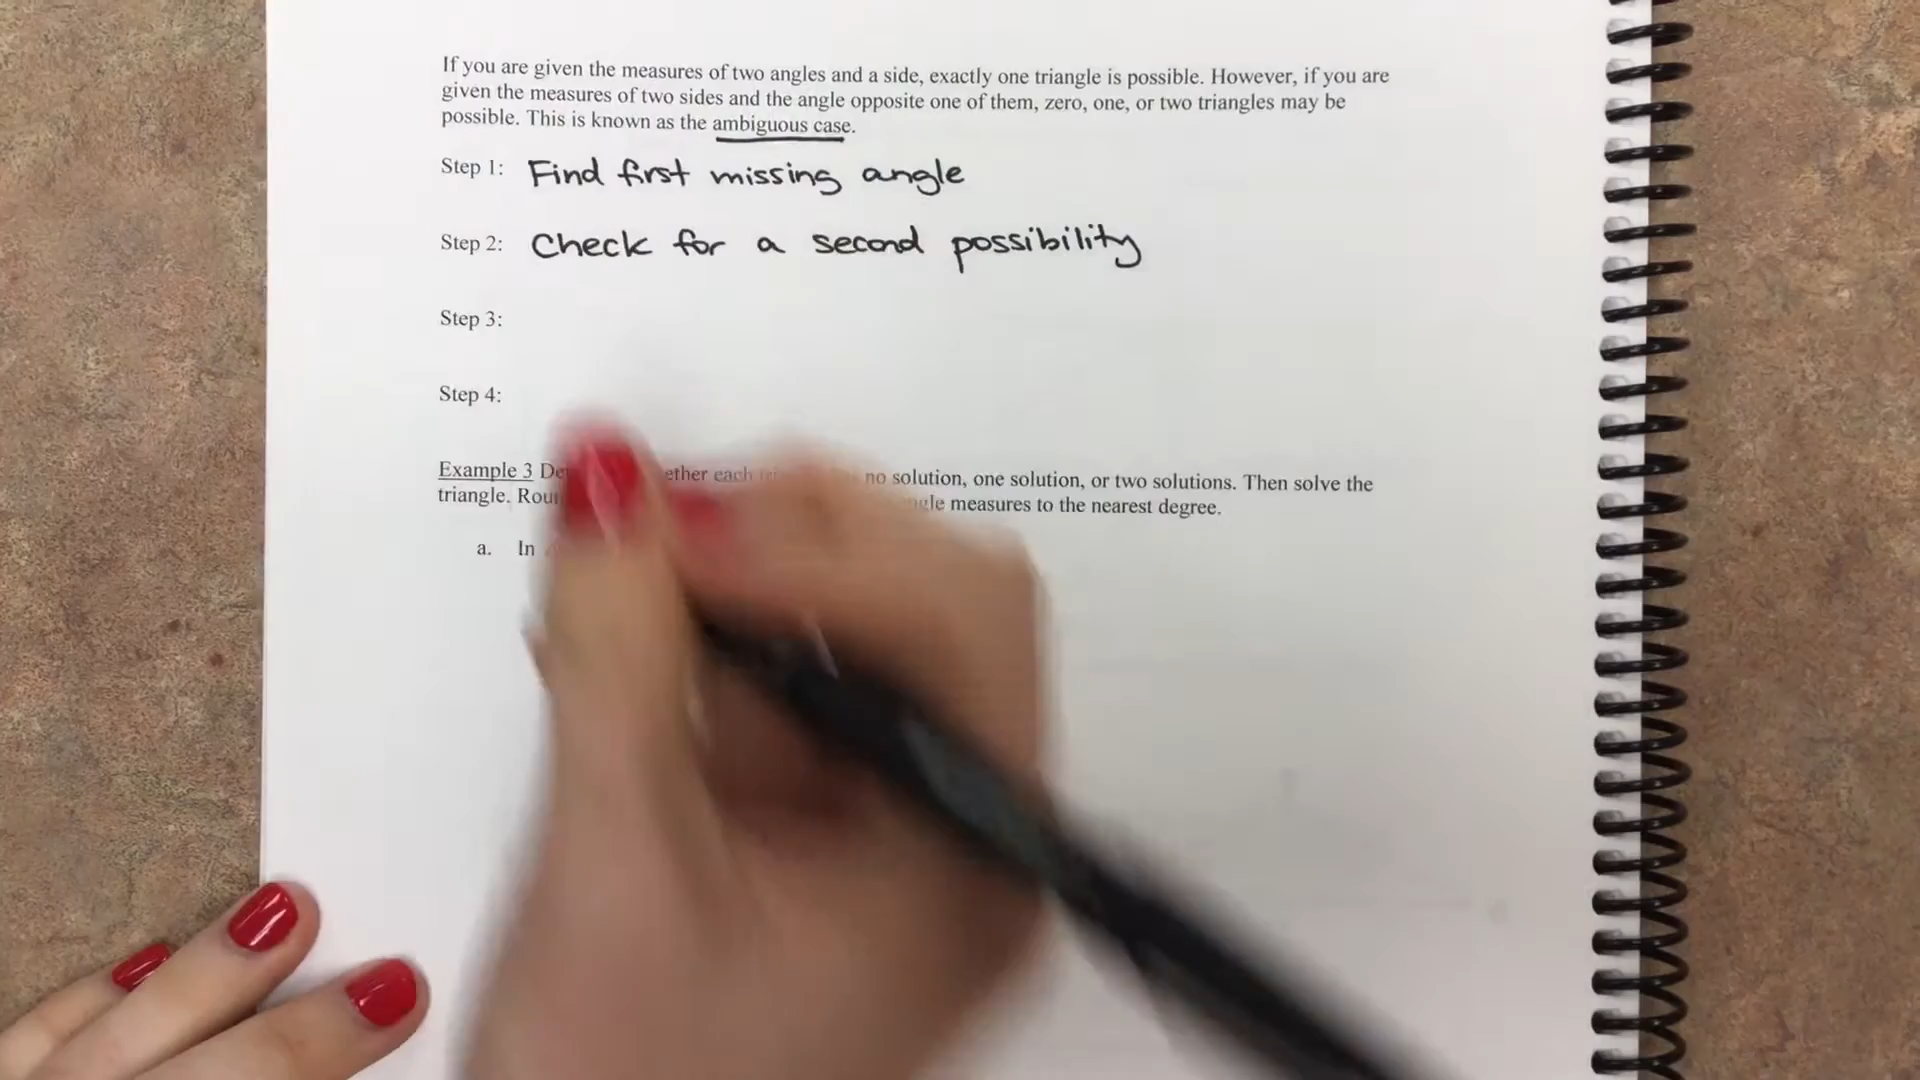 If you are given the measures of two angles and a side, exactly one triangle is possible. However, if you are
given the measures of two sides and the angle opposite one of them, zero, one, or two triangles may be
possible. This is known as the ambiguous case.
Step 1: Find first missing angle
Step 2: Check for a second possibility
Step 3:
Step 4:
Example 3 each no solution, one solution, or two solutions. Then solve the
triangle. measures to the nearest degree.
a. In